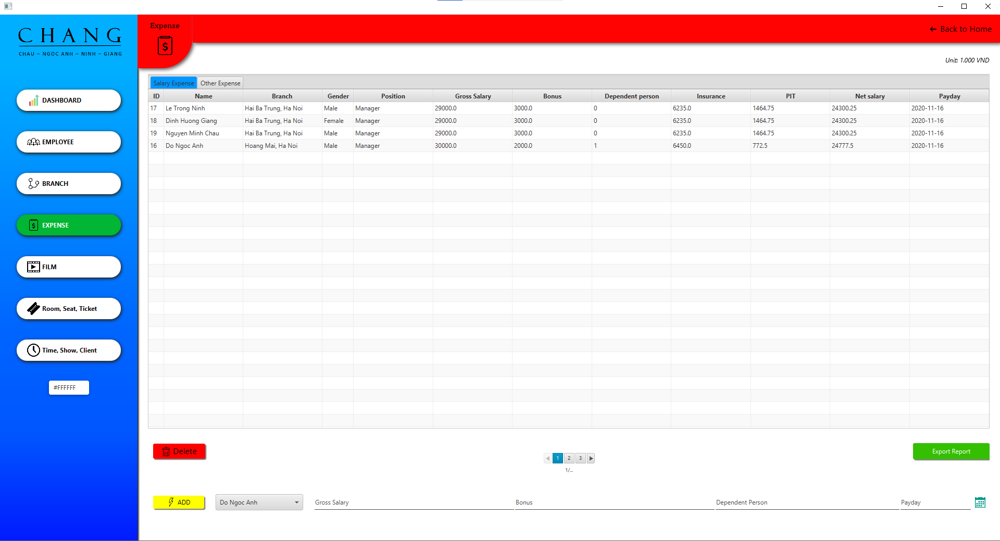 CHANG
CHAU – NGOC ANH – NINH – GIANG
DASHBOARD
EMPLOYEE
BRANCH
EXPENSE
FILM
Room, Seat, Ticket
Time, Show, Client
#FFFFFF
Expense
Back to Home
Unit: 1.000 VND
Salary Expense Other Expense
ID Name Branch Gender Position Gross Salary Bonus Dependent person Insurance PIT Net salary Payday
17 Le Trong Ninh Hai Ba Trung, Ha Noi Male Manager 29000.0 3000.0 0 6235.0 1464.75 24300.25 2020-11-16
18 Dinh Huong Giang Hai Ba Trung, Ha Noi Female Manager 29000.0 3000.0 0 6235.0 1464.75 24300.25 2020-11-16
19 Nguyen Minh Chau Hai Ba Trung, Ha Noi Male Manager 29000.0 3000.0 0 6235.0 1464.75 24300.25 2020-11-16
16 Do Ngoc Anh Hoang Mai, Ha Noi Male Manager 30000.0 2000.0 1 6450.0 772.5 24777.5 2020-11-16
Delete
1 2 3
1/...
Export Report
ADD Do Ngoc Anh Gross Salary Bonus Dependent Person Payday